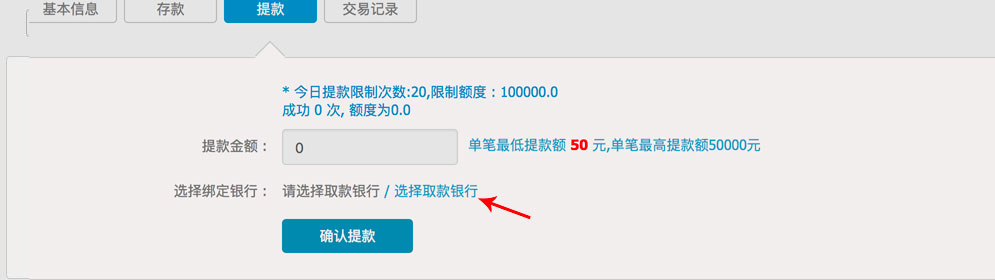 基本信息 存款 提款 交易记录
* 今日提款限制次数:20,限制额度：100000.0
成功 0 次, 额度为0.0
提款金额： 0 单笔最低提款额 50 元,单笔最高提款额50000元
选择绑定银行： 请选择取款银行 / 选择取款银行
确认提款